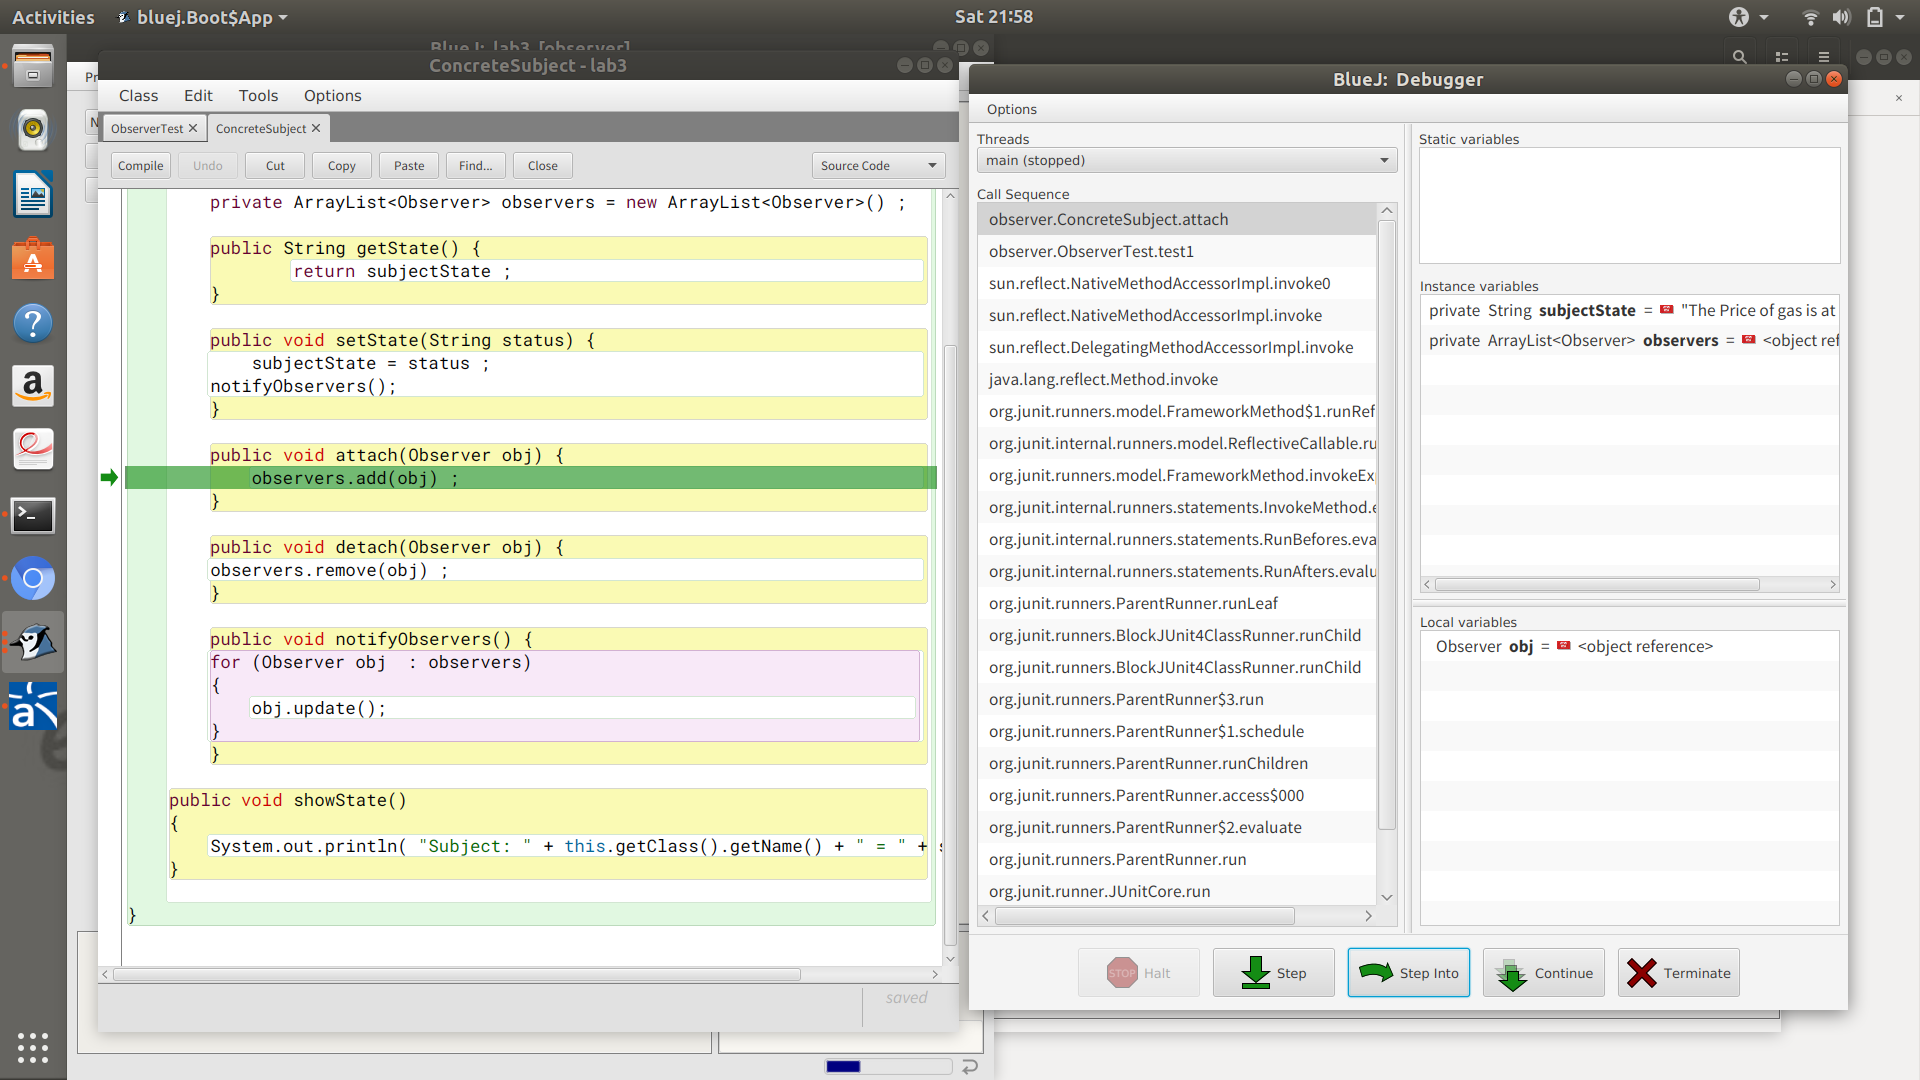 Activities
bluej.Boot$App
Sat 21:58
BlueJ: lab3 [observer]
ConcreteSubject - lab3
Class Edit Tools Options
ObserverTest
ConcreteSubject
Compile Undo Cut Copy Paste Find... Close
Source Code
private ArrayList<Observer> observers = new ArrayList<Observer>() ;
public String getState() {
return subjectState ;
}
public void setState(String status) {
subjectState = status ;
notifyObservers();
}
public void attach(Observer obj) {
observers.add(obj) ;
}
public void detach(Observer obj) {
observers.remove(obj) ;
}
public void notifyObservers() {
for (Observer obj  : observers)
{
obj.update();
}
}
public void showState()
{
System.out.println( "Subject: " + this.getClass().getName() + " = " +
}
}
saved
BlueJ: Debugger
Options
Threads
main (stopped)
Call Sequence
observer.ConcreteSubject.attach
observer.ObserverTest.test1
sun.reflect.NativeMethodAccessorImpl.invoke0
sun.reflect.NativeMethodAccessorImpl.invoke
sun.reflect.DelegatingMethodAccessorImpl.invoke
java.lang.reflect.Method.invoke
org.junit.runners.model.FrameworkMethod$1.runRef
org.junit.internal.runners.model.ReflectiveCallable.ru
org.junit.runners.model.FrameworkMethod.invokeEx
org.junit.internal.runners.statements.InvokeMethod.e
org.junit.internal.runners.statements.RunBefores.eva
org.junit.internal.runners.statements.RunAfters.evalu
org.junit.runners.ParentRunner.runLeaf
org.junit.runners.BlockJUnit4ClassRunner.runChild
org.junit.runners.BlockJUnit4ClassRunner.runChild
org.junit.runners.ParentRunner$3.run
org.junit.runners.ParentRunner$1.schedule
org.junit.runners.ParentRunner.runChildren
org.junit.runners.ParentRunner.access$000
org.junit.runners.ParentRunner$2.evaluate
org.junit.runners.ParentRunner.run
org.junit.runner.JUnitCore.run
Static variables
Instance variables
private String subjectState = "The Price of gas is at
private ArrayList<Observer> observers = <object ref
Local variables
Observer obj = <object reference>
STOP Halt
Step
Step Into
Continue
Terminate